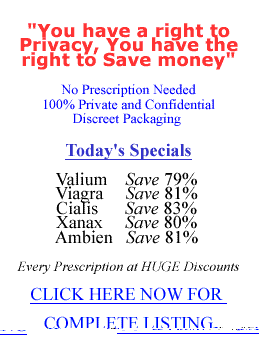 "You have a right to
Privacy, You have the
right to Save money"
No Prescription Needed
100% Private and Confidential
Discreet Packaging
Today's Specials
Valium Save 79%
Viagra Save 81%
Cialis Save 83%
Xanax Save 80%
Ambien Save 81%
Every Prescription at HUGE Discounts
CLICK HERE NOW FOR
COMPLETE LISTING